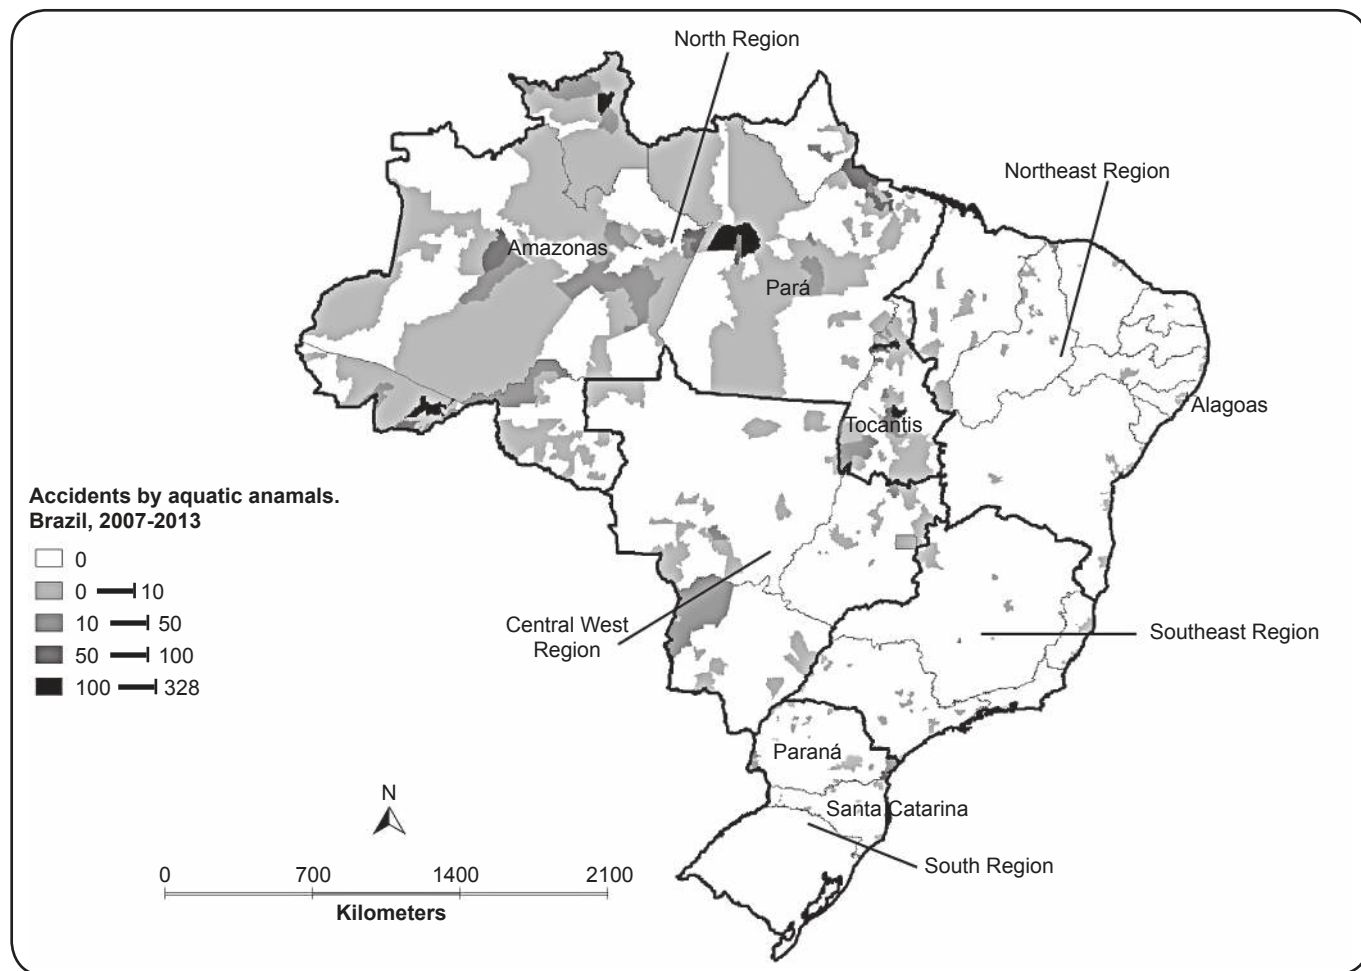 North Region
Northeast Region
Amazonas
Pará
Alagoas
Tocantis
Accidents by aquatic anamals.
Brazil, 2007-2013
0
0 10
10 50
50 100
100 328
Central West
Region
Southeast Region
Paraná
Santa Catarina
South Region
N
0 700 1400 2100
Kilometers